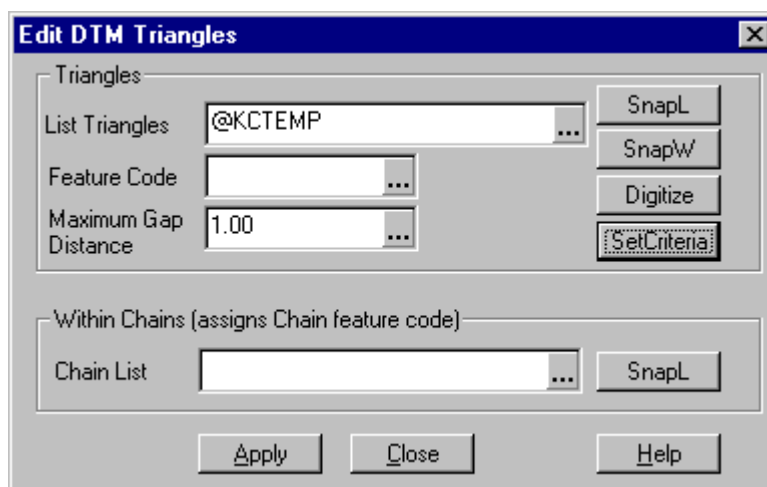 Edit DTM Triangles
Triangles
List Triangles @KCTEMP ... SnapL
SnapW
Feature Code ... Digitize
Maximum Gap
Distance 1.00 ... SetCriteria
Within Chains (assigns Chain feature code)
Chain List ... SnapL
Apply Close Help